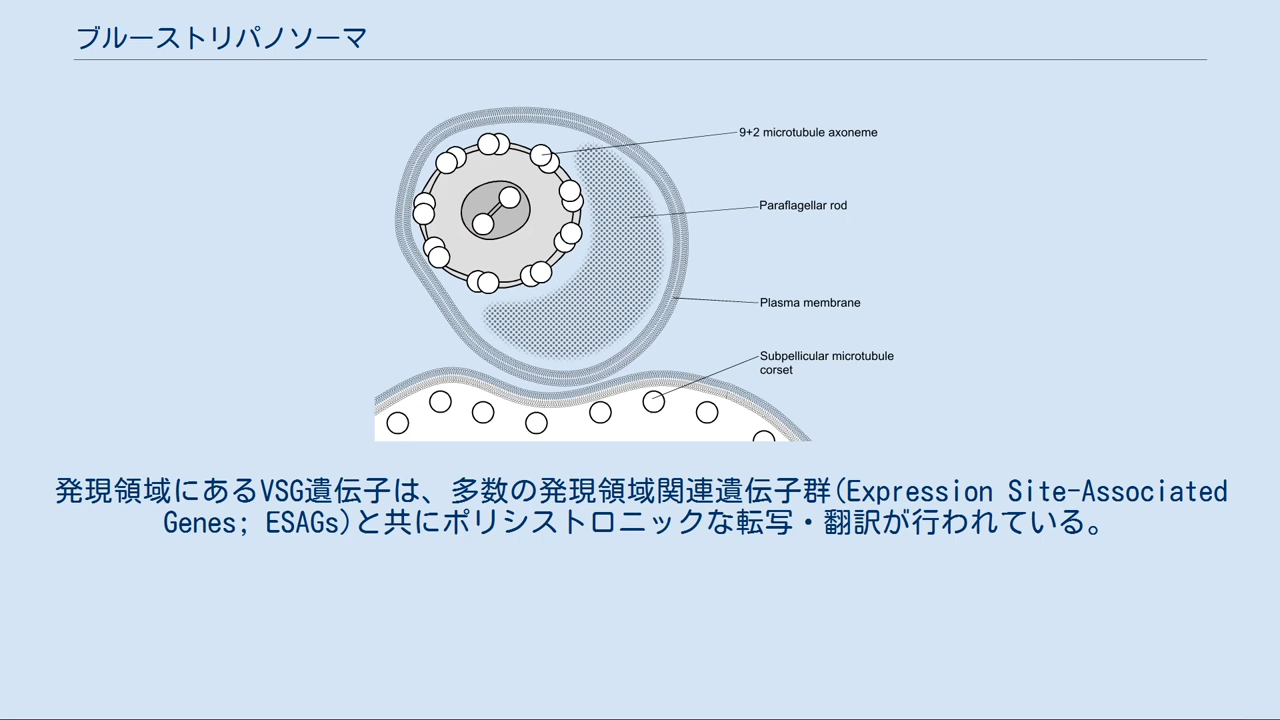 ブルーストリパノソーマ
9+2 microtubule axoneme
Paraflagellar rod
Plasma membrane
Subpellicular microtubule
corset
発現領域にあるVSG遺伝子は、多数の発現領域関連遺伝子群(Expression Site-Associated
Genes; ESAGs)と共にポリシストロニックな転写・翻訳が行われている。